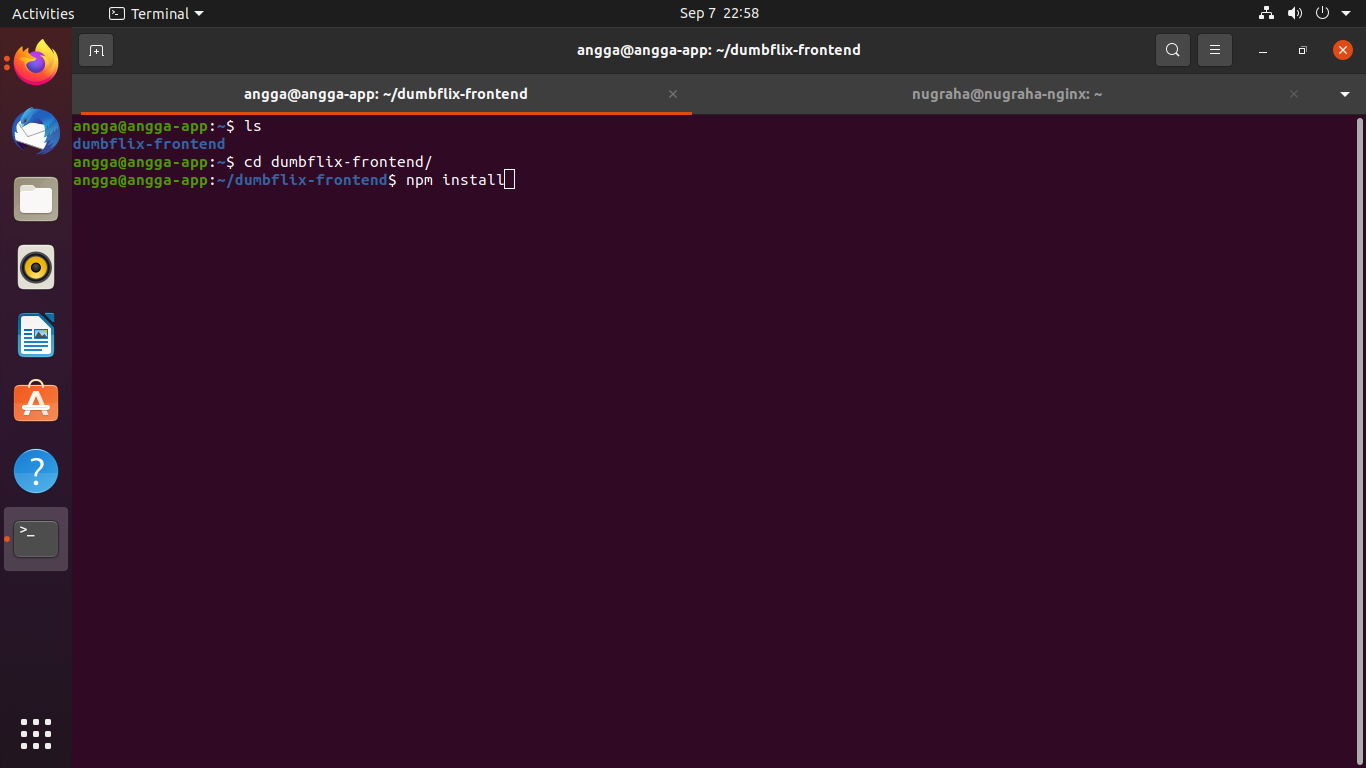 Activities
Terminal
Sep 7 22:58
angga@angga-app: ~/dumbflix-frontend
angga@angga-app: ~/dumbflix-frontend
nugraha@nugraha-nginx: ~
angga@angga-app:~$ ls
dumbflix-frontend
angga@angga-app:~$ cd dumbflix-frontend/
angga@angga-app:~/dumbflix-frontend$ npm install